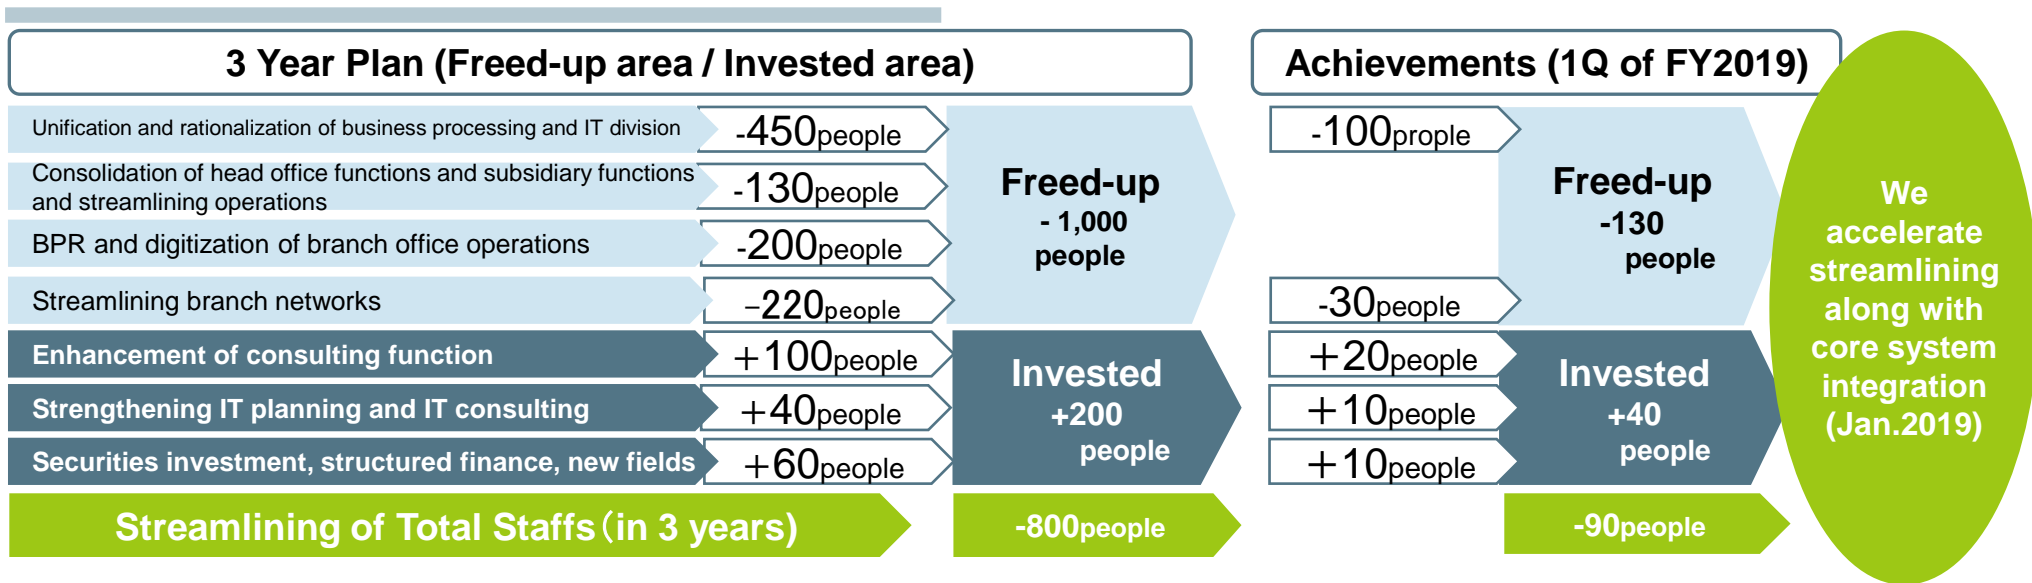 3 Year Plan (Freed-up area / Invested area)
Achievements (1Q of FY2019)
Unification and rationalization of business processing and IT division
-450people
-100prople
Consolidation of head office functions and subsidiary functions
and streamlining operations
-130people
BPR and digitization of branch office operations
-200people
Streamlining branch networks
-220people
-30people
Freed-up
- 1,000
people
Freed-up
-130
people
Enhancement of consulting function
+100people
+20people
Strengthening IT planning and IT consulting
+40people
+10people
Securities investment, structured finance, new fields
+60people
+10people
Invested
+200
people
Invested
+40
people
Streamlining of Total Staffs（in 3 years)
-800people
-90people
We
accelerate
streamlining
along with
core system
integration
(Jan.2019)